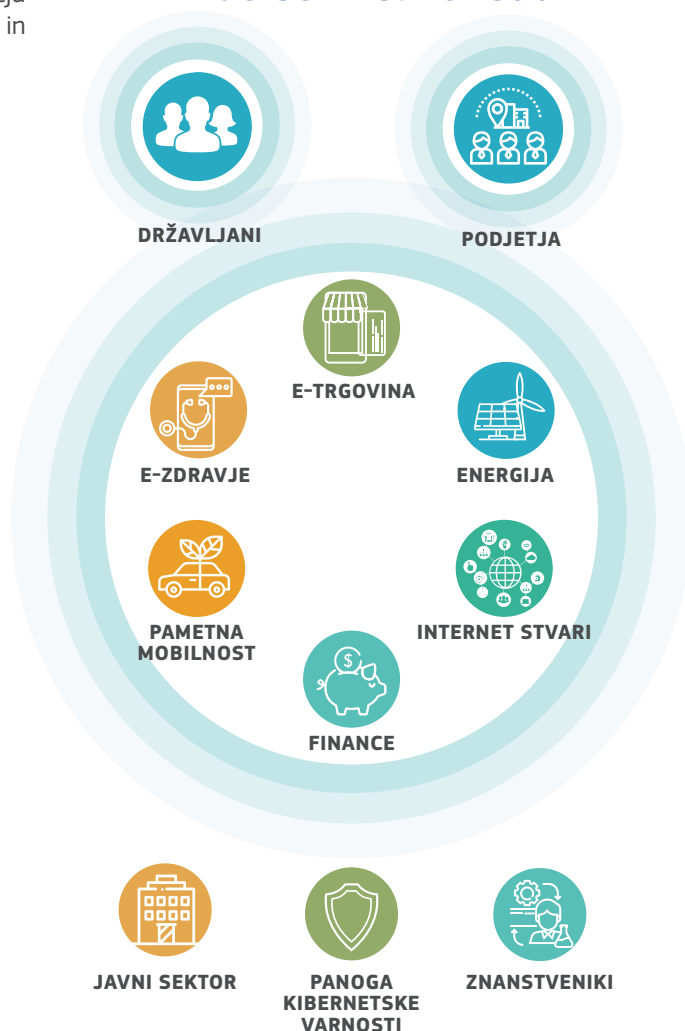 in
DRŽAVLJANI
PODJETJA
E-TRGOVINA
E-ZDRAVJE
ENERGIJA
PAMETNA
MOBILNOST
INTERNET STVARI
$
FINANCE
JAVNI SEKTOR
PANOGA
KIBERNETSKE
VARNOSTI
ZNANSTVENIKI